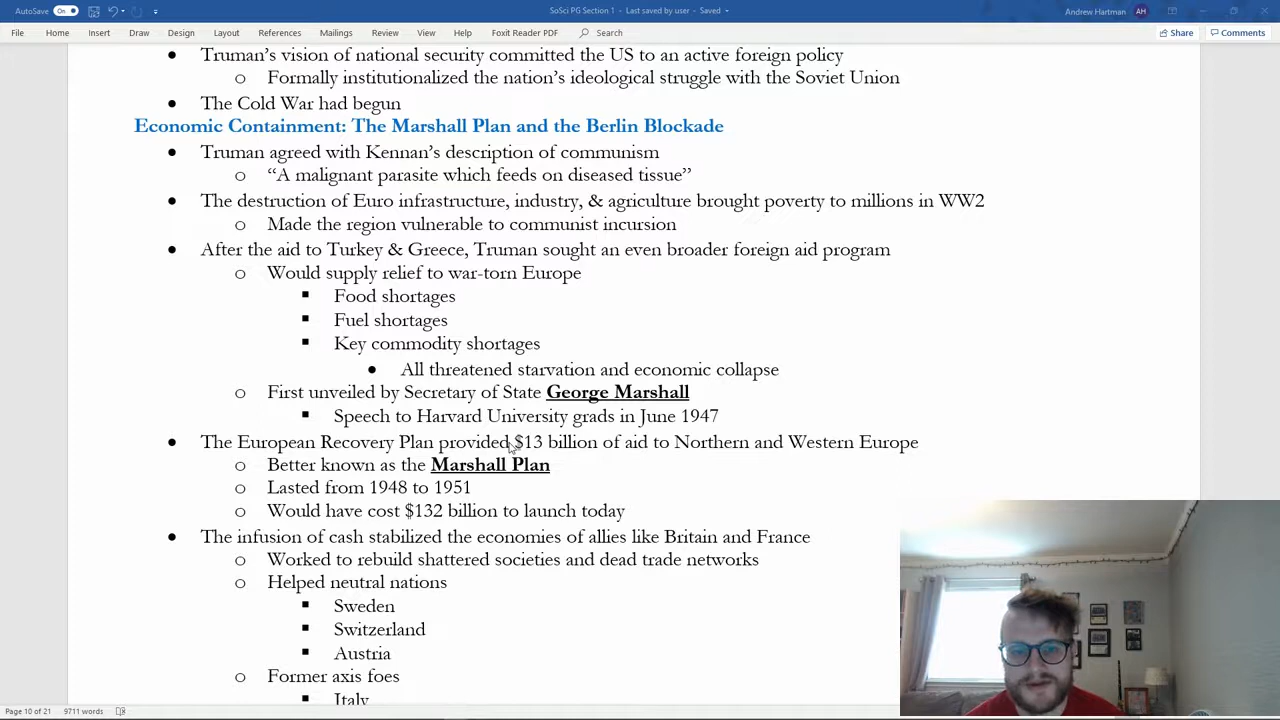 AutoSave On SoSci PG Section 1 - Last saved by user - Saved Andrew Hartman AH
File Home Insert Draw Design Layout References Mailings Review View Help Foxit Reader PDF Search Share Comments
• Truman’s vision of national security committed the US to an active foreign policy
o Formally institutionalized the nation’s ideological struggle with the Soviet Union
• The Cold War had begun
Economic Containment: The Marshall Plan and the Berlin Blockade
• Truman agreed with Kennan’s description of communism
o “A malignant parasite which feeds on diseased tissue”
• The destruction of Euro infrastructure, industry, & agriculture brought poverty to millions in WW2
o Made the region vulnerable to communist incursion
• After the aid to Turkey & Greece, Truman sought an even broader foreign aid program
o Would supply relief to war-torn Europe
▪ Food shortages
▪ Fuel shortages
▪ Key commodity shortages
• All threatened starvation and economic collapse
o First unveiled by Secretary of State George Marshall
▪ Speech to Harvard University grads in June 1947
• The European Recovery Plan provided $13 billion of aid to Northern and Western Europe
o Better known as the Marshall Plan
o Lasted from 1948 to 1951
o Would have cost $132 billion to launch today
• The infusion of cash stabilized the economies of allies like Britain and France
o Worked to rebuild shattered societies and dead trade networks
o Helped neutral nations
▪ Sweden
▪ Switzerland
▪ Austria
o Former axis foes
▪ Italy
Page 10 of 21 9711 words